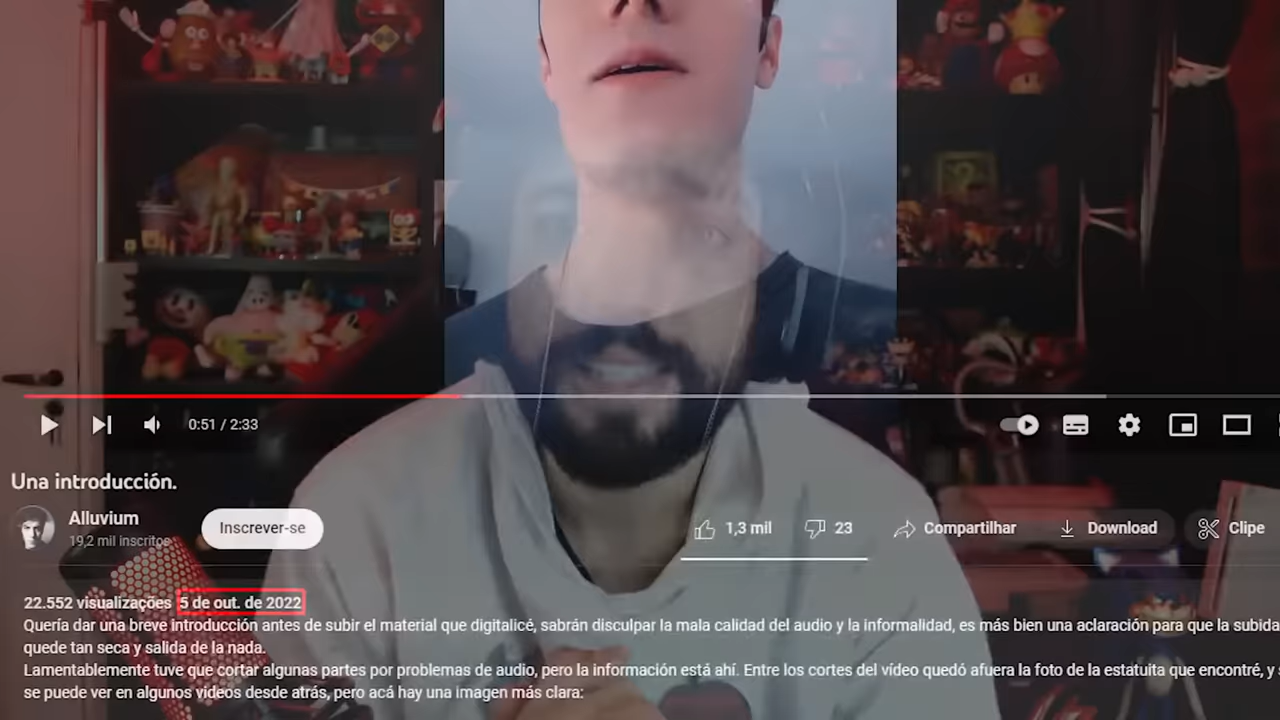 0:51 / 2:33
Una introducción.
Alluvium
19,2 mil inscritos
Inscrever-se
1,3 mil
23
Compartilhar
Download
Clipe
22.552 visualizações 5 de out. de 2022
Quería dar una breve introducción antes de subir el material que digitalicé, sabrán disculpar la mala calidad del audio y la informalidad, es más bien una aclaración para que la subida
quede tan seca y salida de la nada.
Lamentablemente tuve que cortar algunas partes por problemas de audio, pero la información está ahí. Entre los cortes del vídeo quedó afuera la foto de la estatuita que encontré, y
se puede ver en algunos videos desde atrás, pero acá hay una imagen más clara: